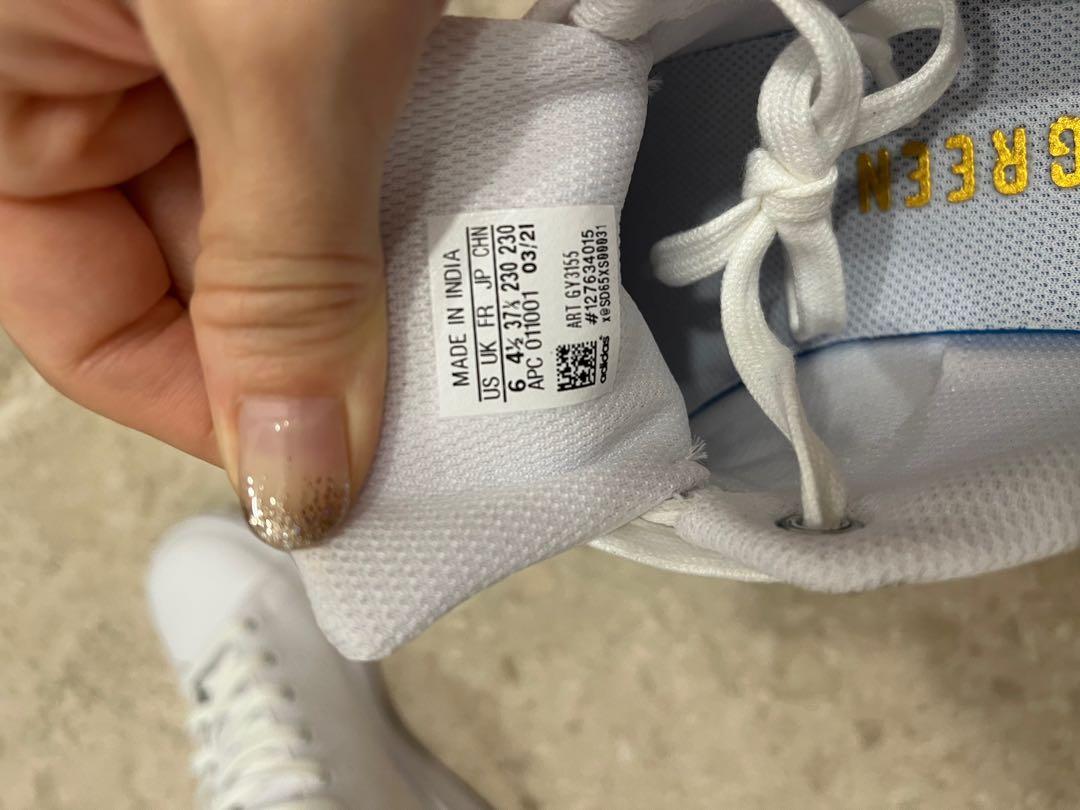 MADE IN INDIA
US UK FR JP CHN
6 4½ 37⅓ 230 230
APC 011001 03/21
ART GY3155
#127634015
x@SD65XS00031
adidas
GREEN